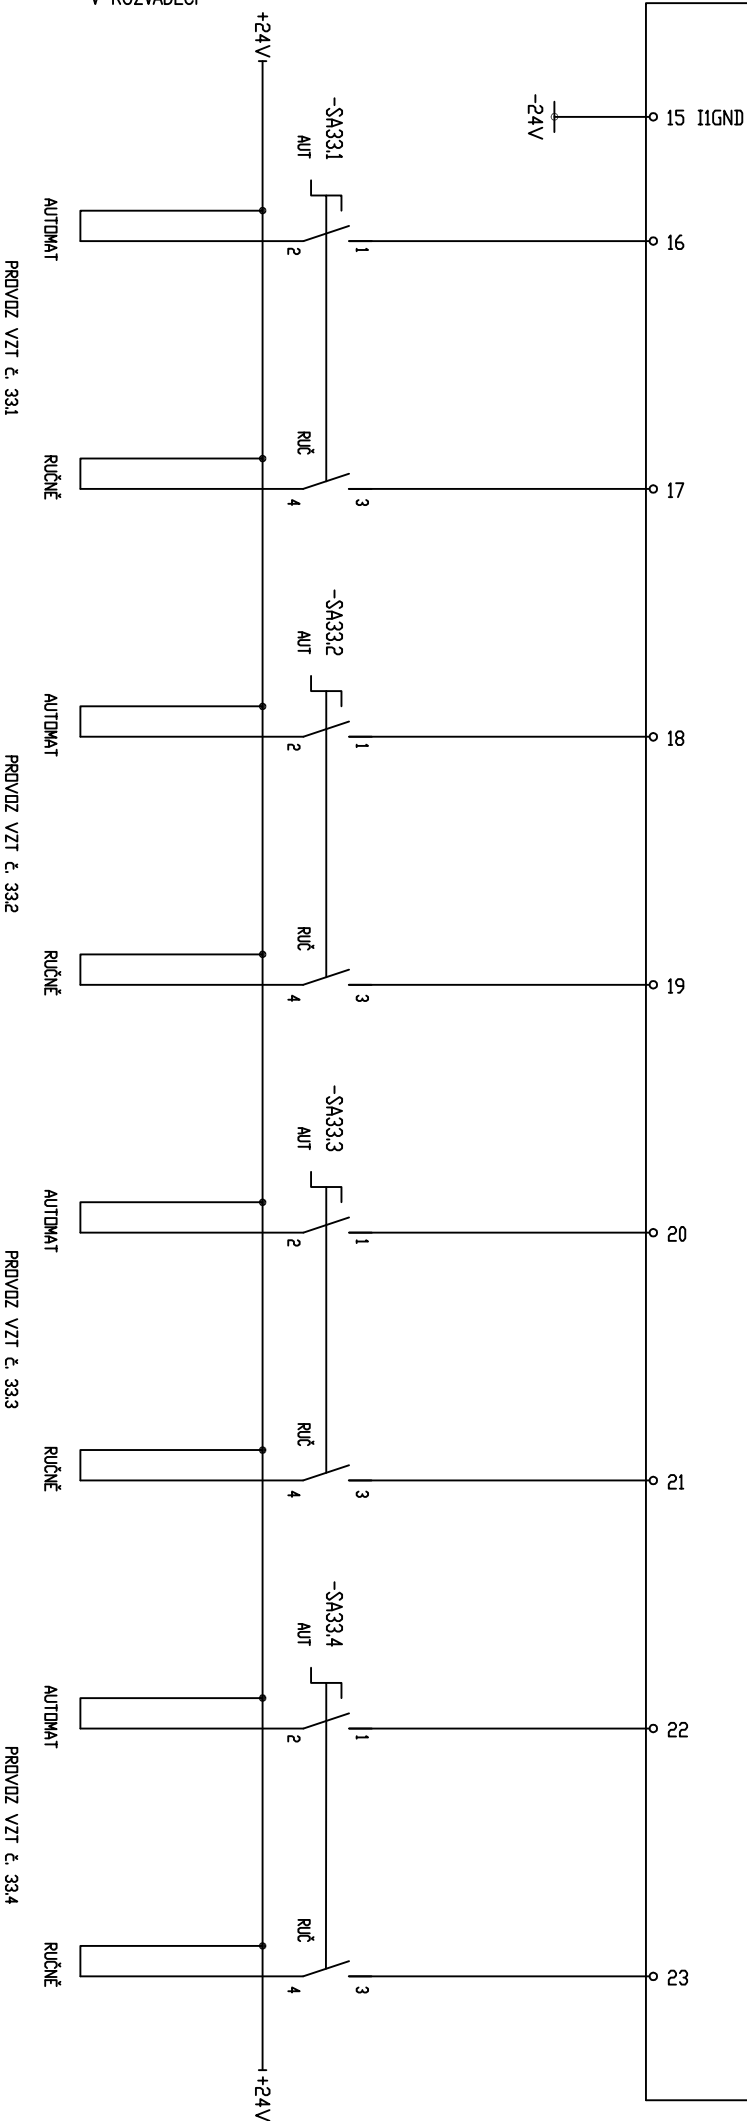 +24V
-24V
15 I1GND
-SA33.1
AUT
2
1
16
AUTOMAT
PROVOZ VZT č. 33.1
RUČ
4
3
17
RUČNĚ
-SA33.2
AUT
2
1
18
AUTOMAT
PROVOZ VZT č. 33.2
RUČ
4
3
19
RUČNĚ
-SA33.3
AUT
2
1
20
AUTOMAT
PROVOZ VZT č. 33.3
RUČ
4
3
21
RUČNĚ
-SA33.4
AUT
2
1
22
AUTOMAT
PROVOZ VZT č. 33.4
RUČ
4
3
23
RUČNĚ
+24V